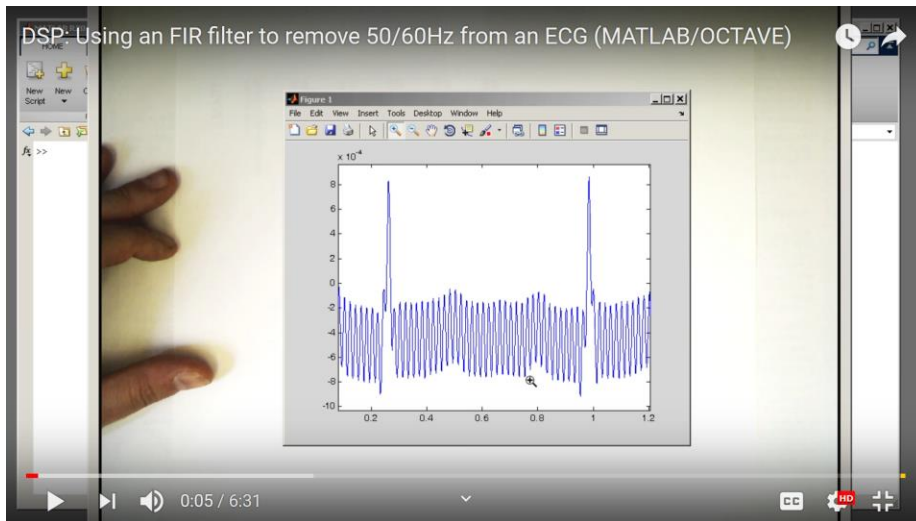 DSP: Using an FIR filter to remove 50/60Hz from an ECG (MATLAB/OCTAVE)
HOME
New New
Script
Figure 1
File Edit View Insert Tools Desktop Window Help
fx >>
x 10^-4
8
6
4
2
0
-2
-4
-6
-8
-10
0.2 0.4 0.6 0.8 1 1.2
0:05 / 6:31
CC
HD